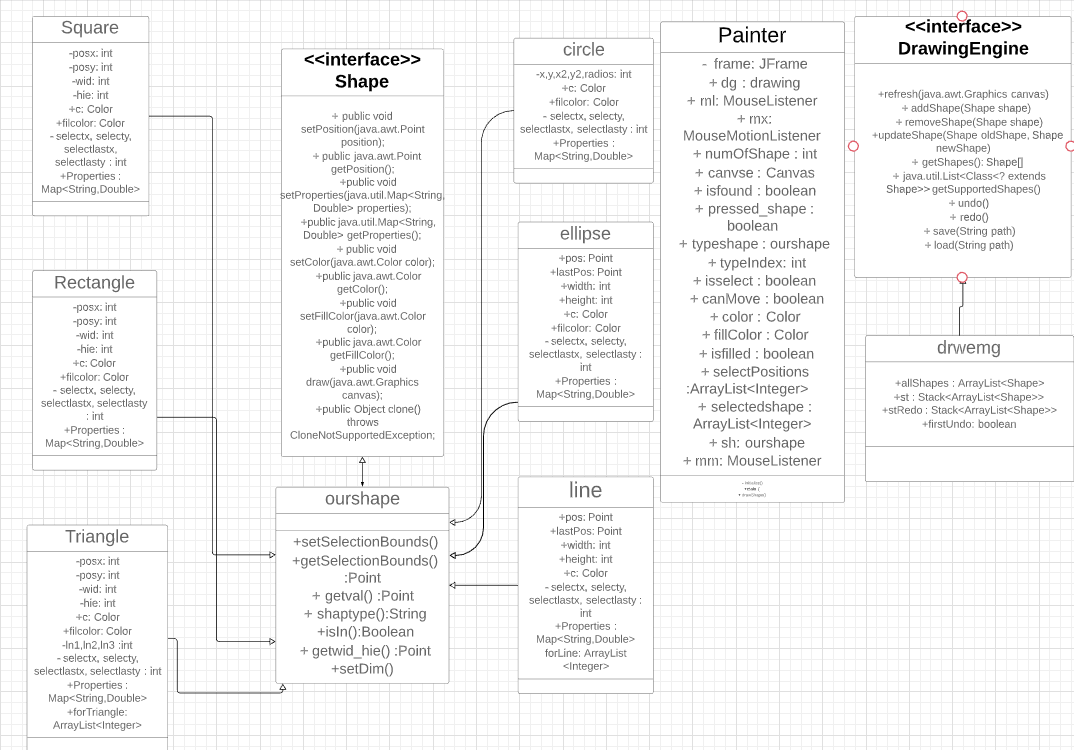 Square
-posx: int
-posy: int
-wid: int
-hie: int
+c: Color
+filcolor: Color
- selectx, selecty,
selectlastx,
selectlasty : int
+Properties :
Map<String,Double>
Rectangle
-posx: int
-posy: int
-wid: int
-hie: int
+c: Color
+filcolor: Color
- selectx, selecty,
selectlastx, selectlasty
: int
+Properties :
Map<String,Double>
Triangle
-posx: int
-posy: int
-wid: int
-hie: int
+c: Color
+filcolor: Color
-ln1,ln2,ln3 :int
- selectx, selecty,
selectlastx, selectlasty : int
+Properties :
Map<String,Double>
+forTriangle:
ArrayList<Integer>
<<interface>>
Shape
+ public void
setPosition(java.awt.Point
position);
+ public java.awt.Point
getPosition();
+public void
setProperties(java.util.Map<String,
Double> properties);
+public java.util.Map<String,
Double> getProperties();
+ public void
setColor(java.awt.Color color);
+public java.awt.Color
getColor();
+public void
setFillColor(java.awt.Color
color);
+public java.awt.Color
getFillColor();
+public void
draw(java.awt.Graphics
canvas);
+public Object clone()
throws
CloneNotSupportedException;
ourshape
+setSelectionBounds()
+getSelectionBounds()
:Point
+ getval() :Point
+ shaptype():String
+isIn():Boolean
+ getwid_hie() :Point
+setDim()
circle
-x,y,x2,y2,radios: int
+c: Color
+filcolor: Color
- selectx, selecty,
selectlastx, selectlasty : int
+Properties :
Map<String,Double>
ellipse
+pos: Point
+lastPos: Point
+width: int
+height: int
+c: Color
+filcolor: Color
- selectx, selecty,
selectlastx, selectlasty :
int
+Properties :
Map<String,Double>
line
+pos: Point
+lastPos: Point
+width: int
+height: int
+c: Color
- selectx, selecty,
selectlastx, selectlasty :
int
+Properties :
Map<String,Double>
forLine: ArrayList
<Integer>
Painter
- frame: JFrame
+ dg : drawing
+ ml: MouseListener
+ mx:
MouseMotionListener
+ numOfShape : int
+ canvse : Canvas
+ isfound : boolean
+ pressed_shape :
boolean
+ typeshape : ourshape
+ typeIndex: int
+ isselect : boolean
+ canMove : boolean
+ color : Color
+ fillColor : Color
+ isfilled : boolean
+ selectPositions
:ArrayList<Integer>
+ selectedshape :
ArrayList<Integer>
+ sh: ourshape
+ mm: MouseListener
<<interface>>
DrawingEngine
+refresh(java.awt.Graphics canvas)
+ addShape(Shape shape)
+ removeShape(Shape shape)
+updateShape(Shape oldShape, Shape
newShape)
+ getShapes(): Shape[]
+ java.util.List<Class<? extends
Shape>> getSupportedShapes()
+ undo()
+ redo()
+ save(String path)
+ load(String path)
drwemg
+allShapes : ArrayList<Shape>
+st : Stack<ArrayList<Shape>>
+stRedo : Stack<ArrayList<Shape>>
+firstUndo: boolean